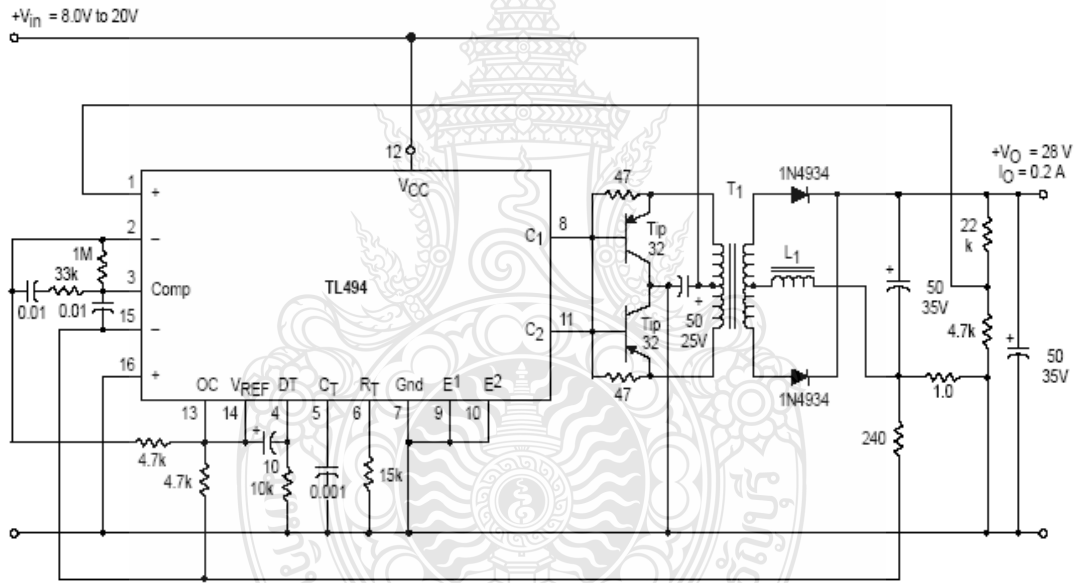 +Vin = 8.0V to 20V
+VO = 28 V
IO = 0.2 A
12
VCC
1
+
2
−
1M
33k
3
Comp
0.01
0.01
15
−
16
+
TL494
C1
8
C2
11
47
Tip
32
Tip
32
47
+
50
25V
T1
1N4934
L1
1N4934
+
50
35V
22
k
4.7k
1.0
+
50
35V
240
OC
VREF
DT
CT
RT
Gnd
E1
E2
13
14
4
5
6
7
9
10
4.7k
4.7k
+
10
10k
0.001
15k